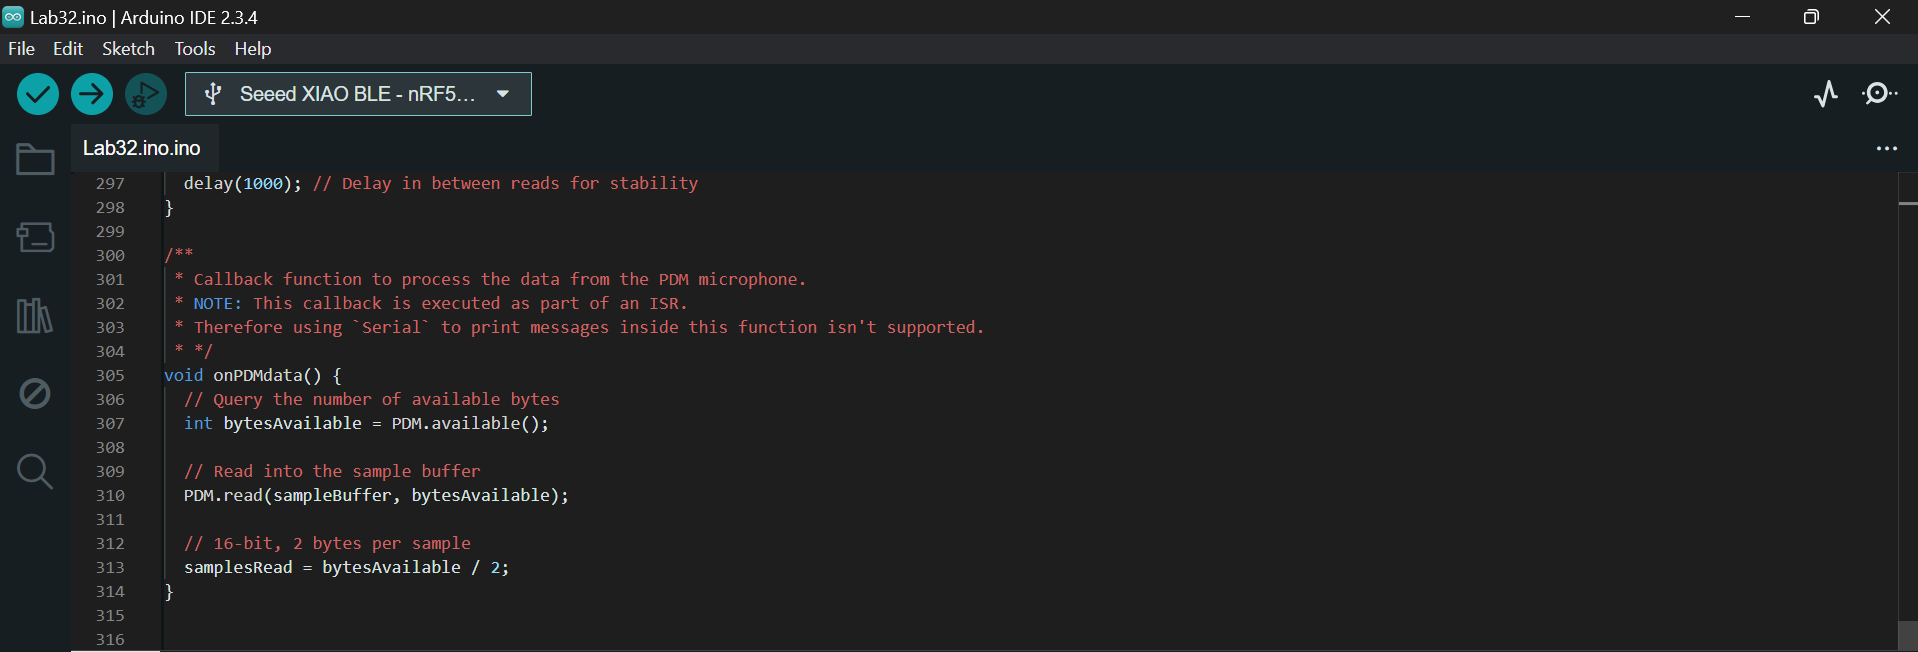 Lab32.ino | Arduino IDE 2.3.4
File Edit Sketch Tools Help
Seeed XIAO BLE - nRF5...
Lab32.ino.ino
297 delay(1000); // Delay in between reads for stability
298 }
299
300 /**
301 * Callback function to process the data from the PDM microphone.
302 * NOTE: This callback is executed as part of an ISR.
303 * Therefore using `Serial` to print messages inside this function isn't supported.
304 * */
305 void onPDMdata() {
306 // Query the number of available bytes
307 int bytesAvailable = PDM.available();
308
309 // Read into the sample buffer
310 PDM.read(sampleBuffer, bytesAvailable);
311
312 // 16-bit, 2 bytes per sample
313 samplesRead = bytesAvailable / 2;
314 }
315
316